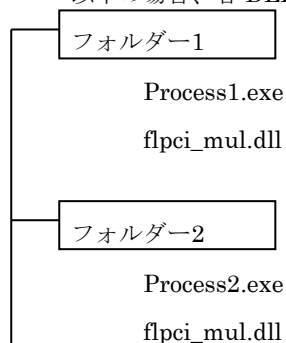 フォルダー1
Process1.exe
flpci_mul.dll
フォルダー2
Process2.exe
flpci_mul.dll